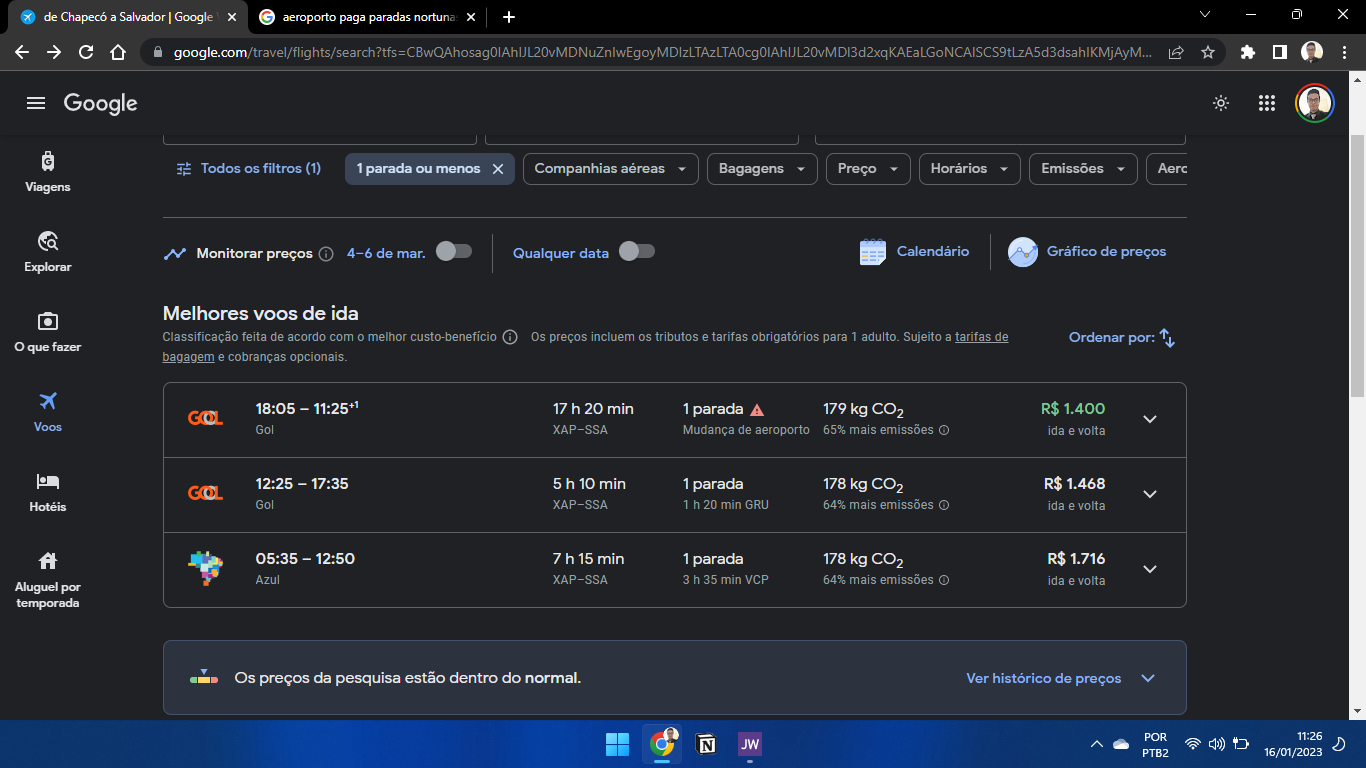 de Chapecó a Salvador | Google V
aeroporto paga paradas nortuna
google.com/travel/flights/search?tfs=
Google
Todos os filtros (1)
1 parada ou menos
Companhias aéreas
Bagagens
Preço
Horários
Emissões
Aero
Viagens
Explorar
O que fazer
Voos
Hotéis
Aluguel por
temporada
Monitorar preços
4–6 de mar.
Qualquer data
Calendário
Gráfico de preços
Melhores voos de ida
Classificação feita de acordo com o melhor custo-benefício
Os preços incluem os tributos e tarifas obrigatórios para 1 adulto. Sujeito a tarifas de
bagagem e cobranças opcionais.
Ordenar por:
GOL
18:05 – 11:25+1
Gol
17 h 20 min
XAP–SSA
1 parada
Mudança de aeroporto
179 kg CO2
65% mais emissões
R$ 1.400
ida e volta
GOL
12:25 – 17:35
Gol
5 h 10 min
XAP–SSA
1 parada
1 h 20 min GRU
178 kg CO2
64% mais emissões
R$ 1.468
ida e volta
05:35 – 12:50
Azul
7 h 15 min
XAP–SSA
1 parada
3 h 35 min VCP
178 kg CO2
64% mais emissões
R$ 1.716
ida e volta
Os preços da pesquisa estão dentro do normal.
Ver histórico de preços
JW
POR
PTB2
11:26
16/01/2023